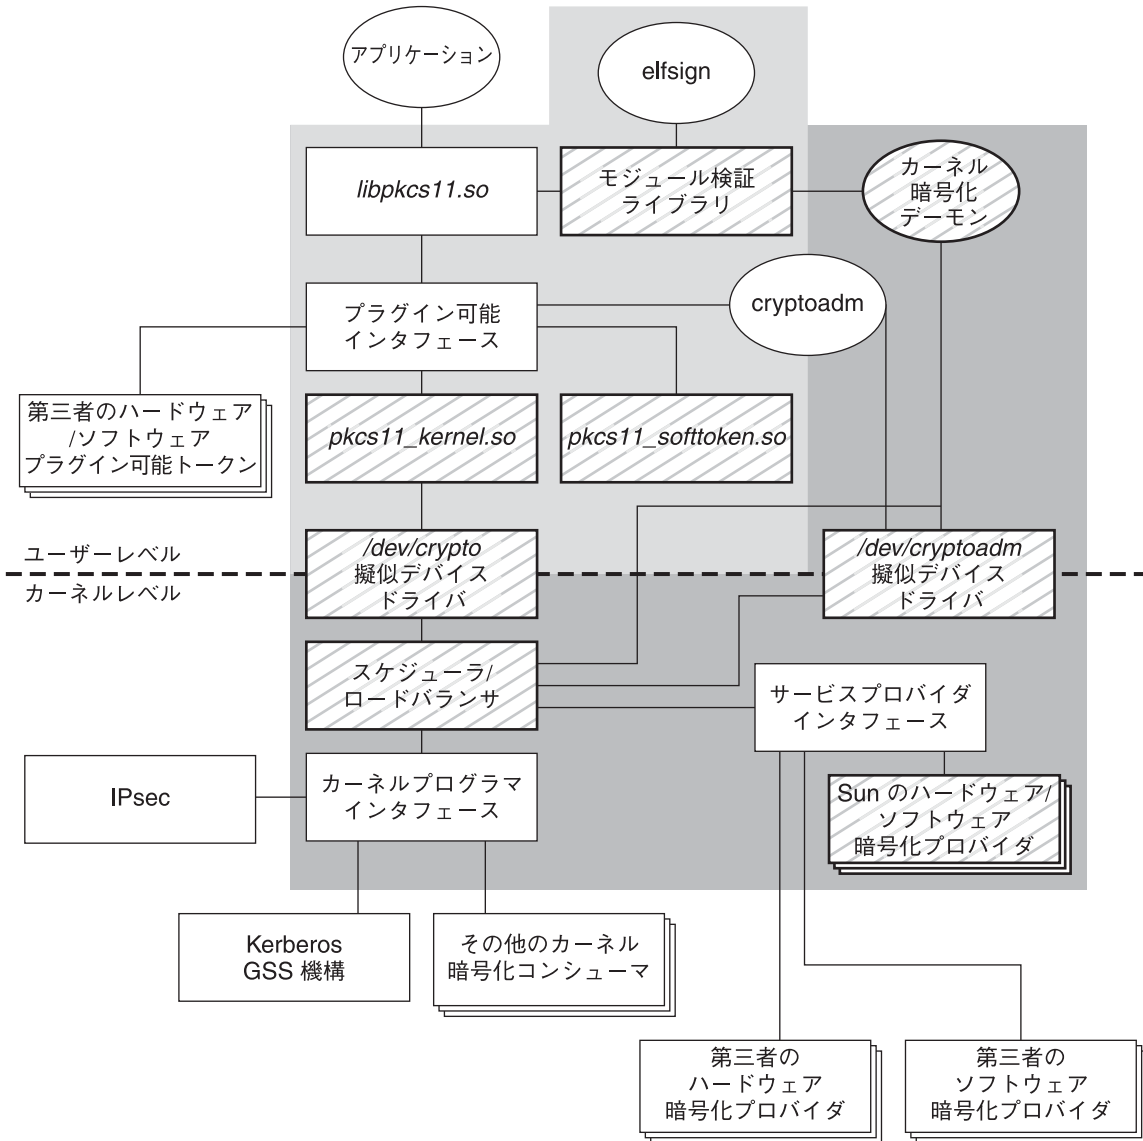 アプリケーション
elfsign
libpkcs11.so
モジュール検証
ライブラリ
カーネル
暗号化
デーモン
プラグイン可能
インタフェース
cryptoadm
第三者のハードウェア
/ソフトウェア
プラグイン可能トークン
pkcs11_kernel.so
pkcs11_softtoken.so
ユーザーレベル
カーネルレベル
/dev/crypto
擬似デバイス
ドライバ
/dev/cryptoadm
擬似デバイス
ドライバ
スケジューラ/
ロードバランサ
サービスプロバイダ
インタフェース
IPsec
カーネルプログラマ
インタフェース
Sun のハードウェア/
ソフトウェア
暗号化プロバイダ
Kerberos
GSS 機構
その他のカーネル
暗号化コンシューマ
第三者の
ハードウェア
暗号化プロバイダ
第三者の
ソフトウェア
暗号化プロバイダ